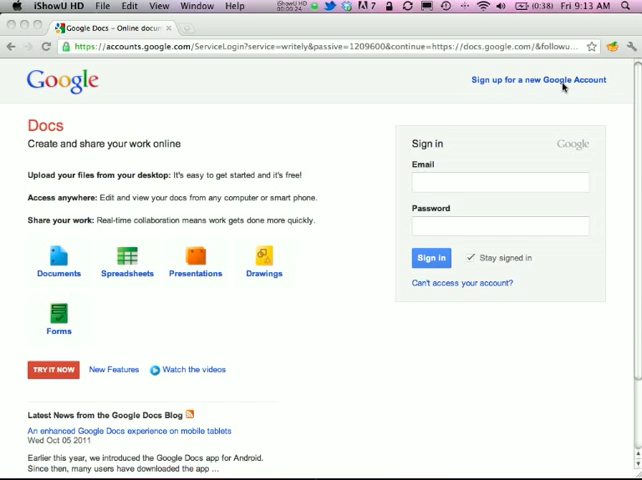 iShowU HD File Edit View Window Help 00:00:24 7 (0:38) Fri 9:13 AM
Google Docs - Online docum
https://accounts.google.com/ServiceLogin?service=writely&passive=1209600&continue=https://docs.google.com/&followu...
Google
Sign up for a new Google Account
Docs
Create and share your work online
Upload your files from your desktop: It's easy to get started and it's free!
Access anywhere: Edit and view your docs from any computer or smart phone.
Share your work: Real-time collaboration means work gets done more quickly.
Documents Spreadsheets Presentations Drawings
Forms
TRY IT NOW New Features Watch the videos
Latest News from the Google Docs Blog
An enhanced Google Docs experience on mobile tablets
Wed Oct 05 2011
Earlier this year, we introduced the Google Docs app for Android.
Since then, many users have downloaded the app ...
Sign in Google
Email
Password
Sign in Stay signed in
Can't access your account?